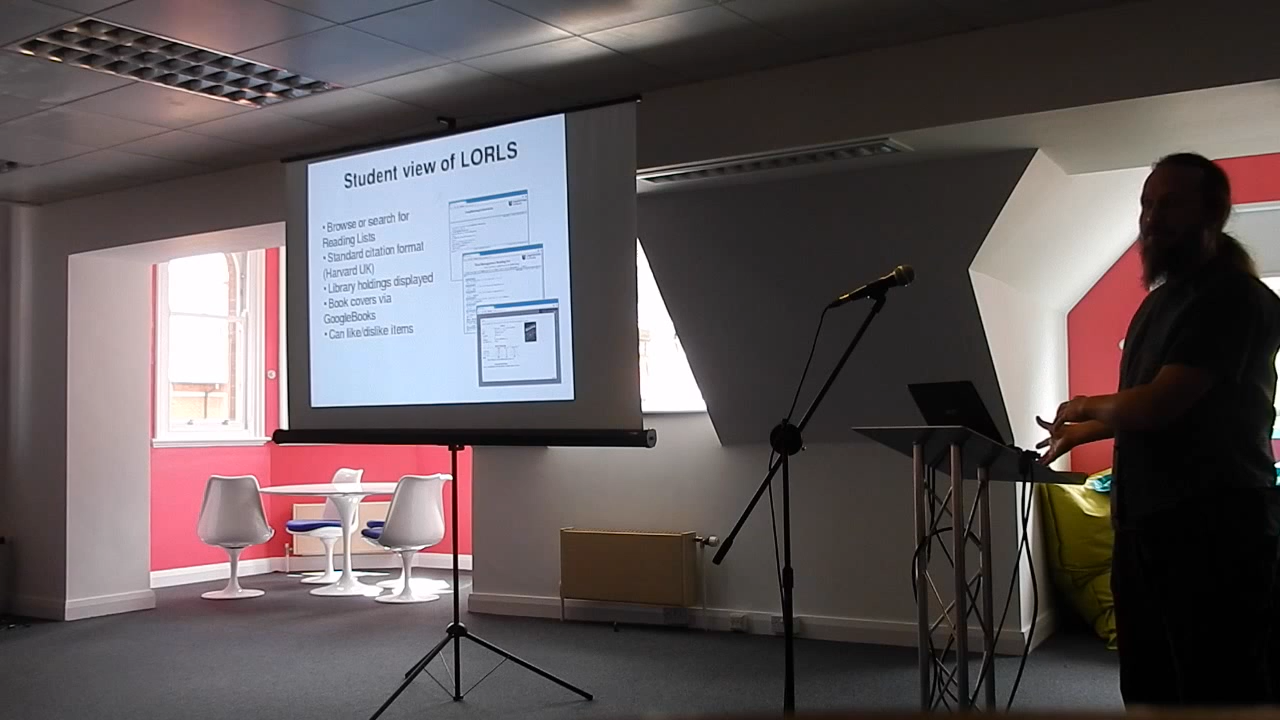 Student view of LORLS
• Browse or search for
Reading Lists
• Standard citation format
(Harvard UK)
• Library holdings displayed
• Book covers via
GoogleBooks
• Can like/dislike items